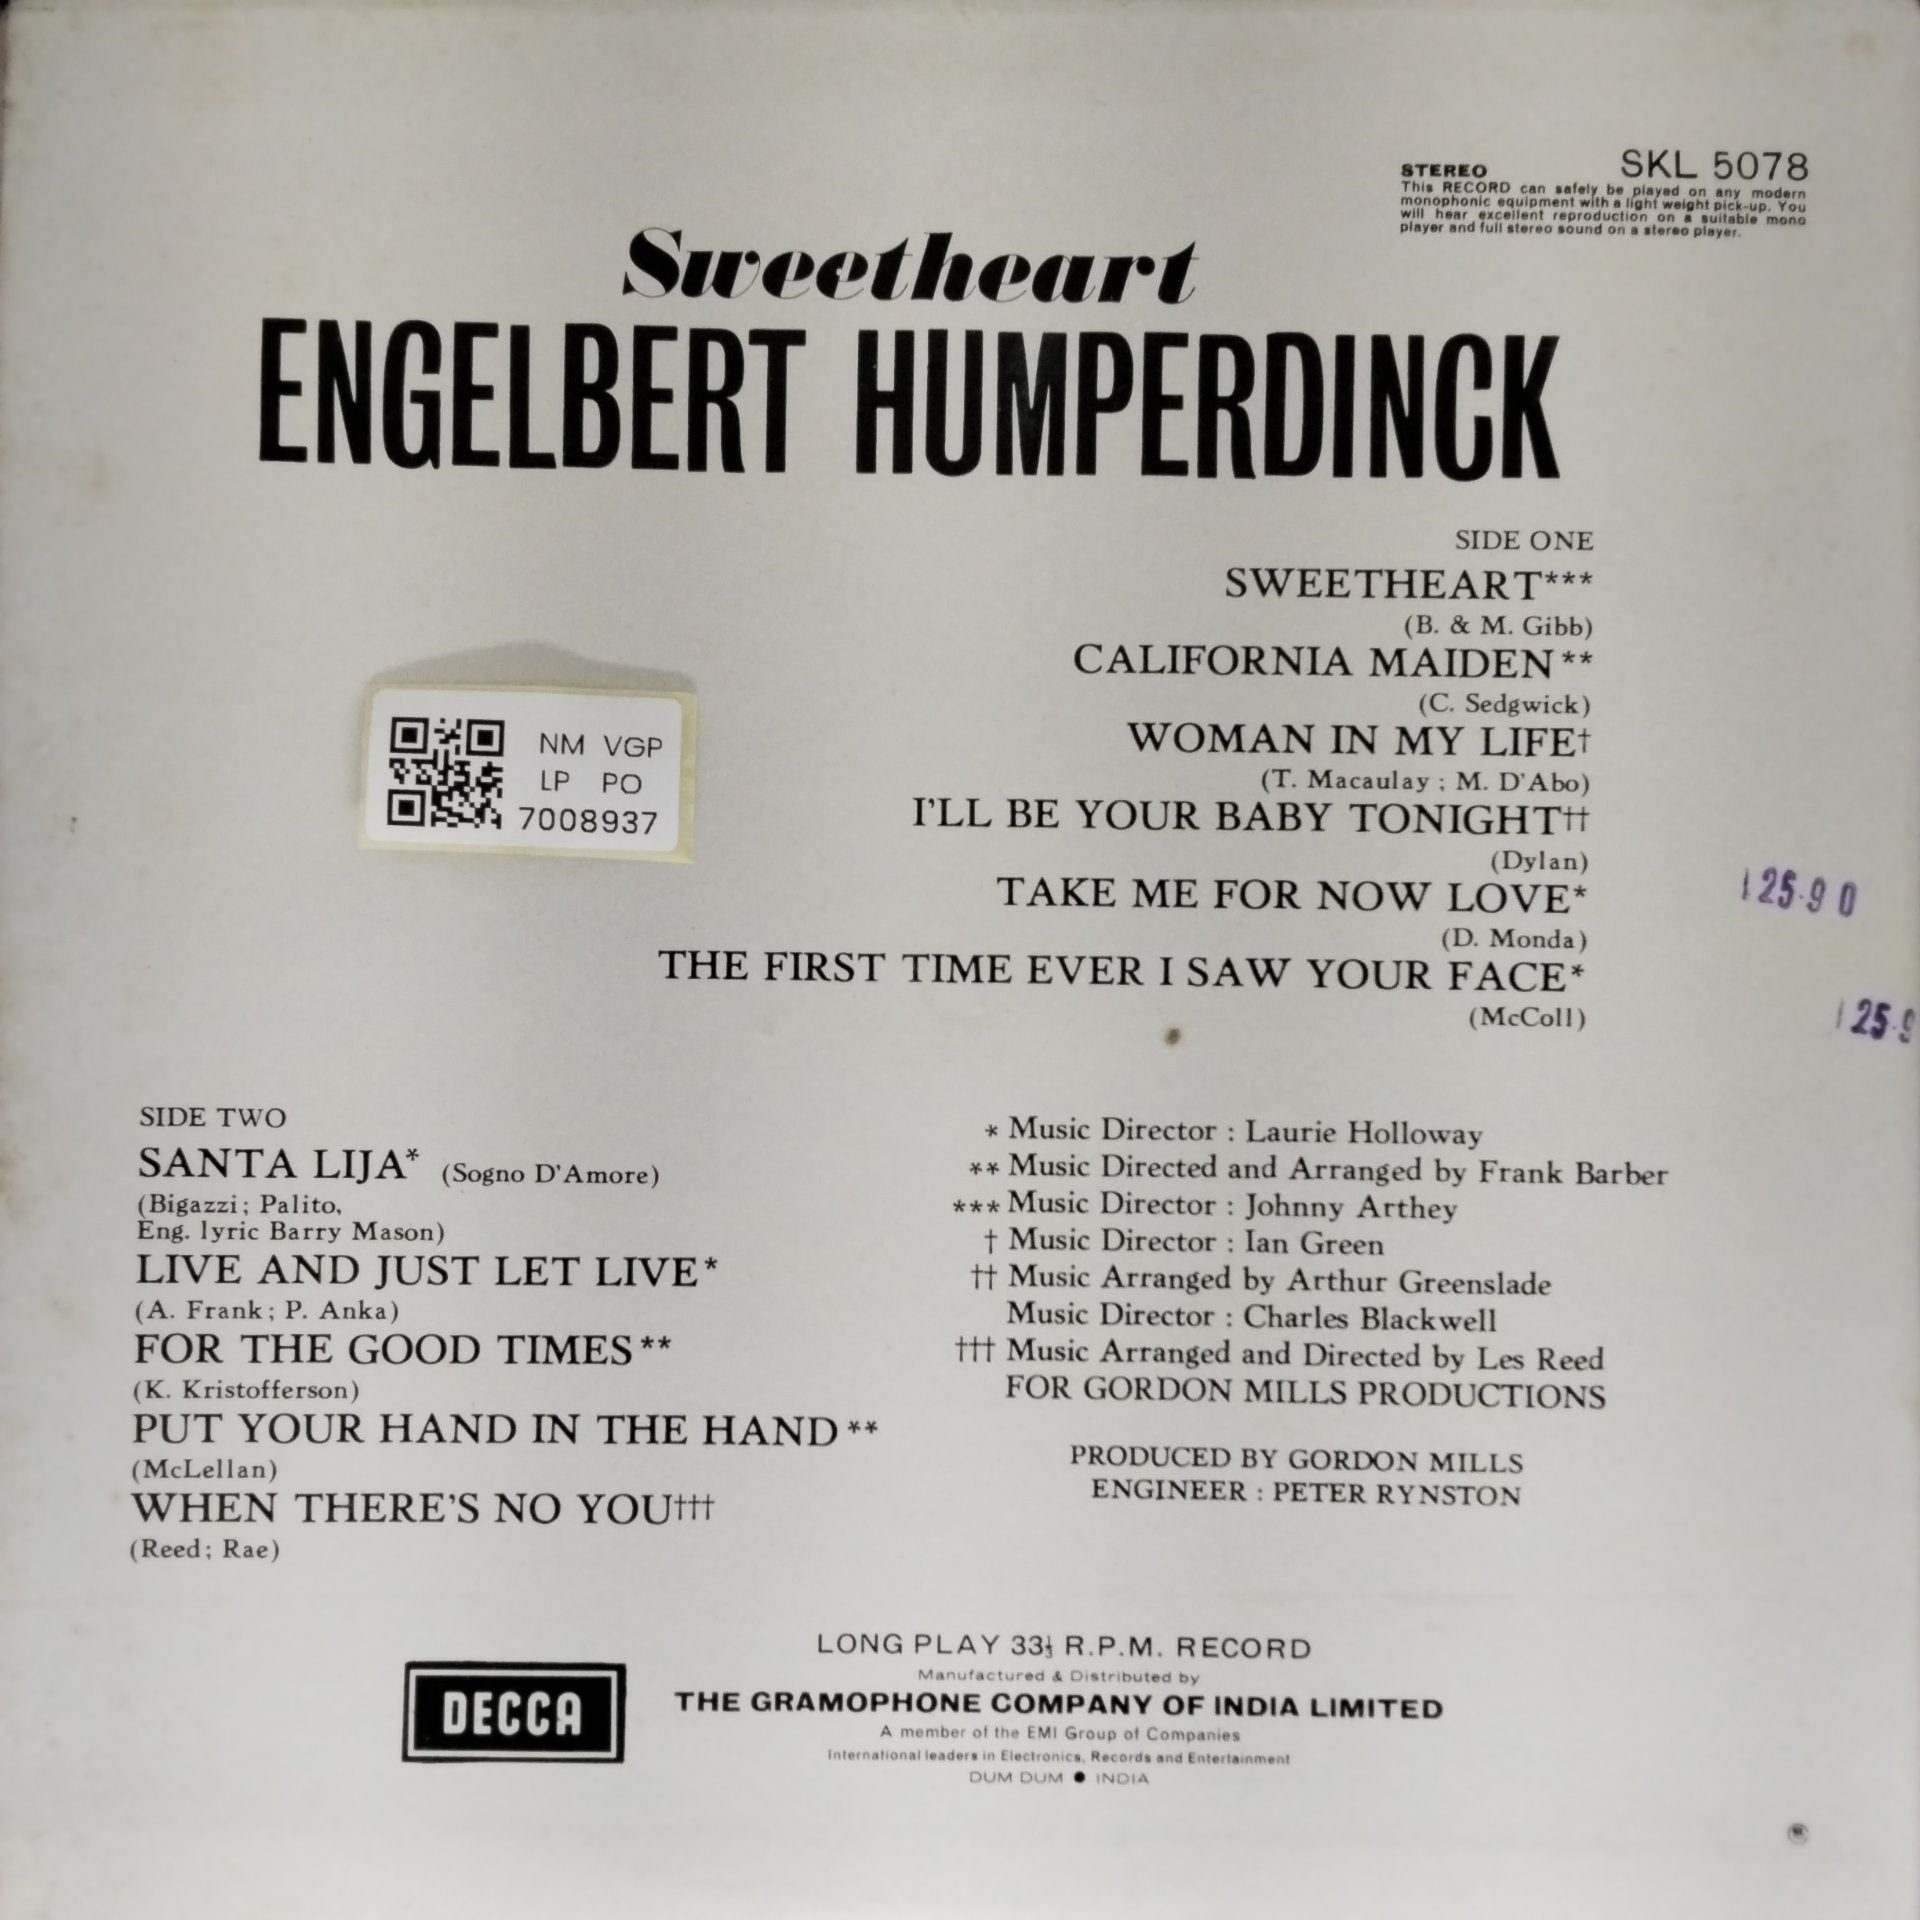 STEREO SKL 5078
This RECORD can safely be played on any modern
monophonic equipment with a light weight pick-up. You
will hear excellent reproduction on a suitable mono
player and full stereo sound on a stereo player.
Sweetheart
ENGELBERT HUMPERDINCK
SIDE ONE
SWEETHEART***
(B. & M. Gibb)
CALIFORNIA MAIDEN**
(C. Sedgwick)
WOMAN IN MY LIFE†
(T. Macaulay ; M. D'Abo)
I'LL BE YOUR BABY TONIGHT††
(Dylan)
TAKE ME FOR NOW LOVE*
(D. Monda)
THE FIRST TIME EVER I SAW YOUR FACE*
(McColl)
NM VGP
LP PO
7008937
125.90
125.9
SIDE TWO
SANTA LIJA* (Sogno D'Amore)
(Bigazzi; Palito,
Eng. lyric Barry Mason)
LIVE AND JUST LET LIVE*
(A. Frank; P. Anka)
FOR THE GOOD TIMES**
(K. Kristofferson)
PUT YOUR HAND IN THE HAND**
(McLellan)
WHEN THERE'S NO YOU†††
(Reed; Rae)
* Music Director : Laurie Holloway
** Music Directed and Arranged by Frank Barber
*** Music Director : Johnny Arthey
† Music Director : Ian Green
†† Music Arranged by Arthur Greenslade
Music Director : Charles Blackwell
††† Music Arranged and Directed by Les Reed
FOR GORDON MILLS PRODUCTIONS
PRODUCED BY GORDON MILLS
ENGINEER : PETER RYNSTON
DECCA
LONG PLAY 33⅓ R.P.M. RECORD
Manufactured & Distributed by
THE GRAMOPHONE COMPANY OF INDIA LIMITED
A member of the EMI Group of Companies
International leaders in Electronics, Records and Entertainment
DUM DUM ● INDIA